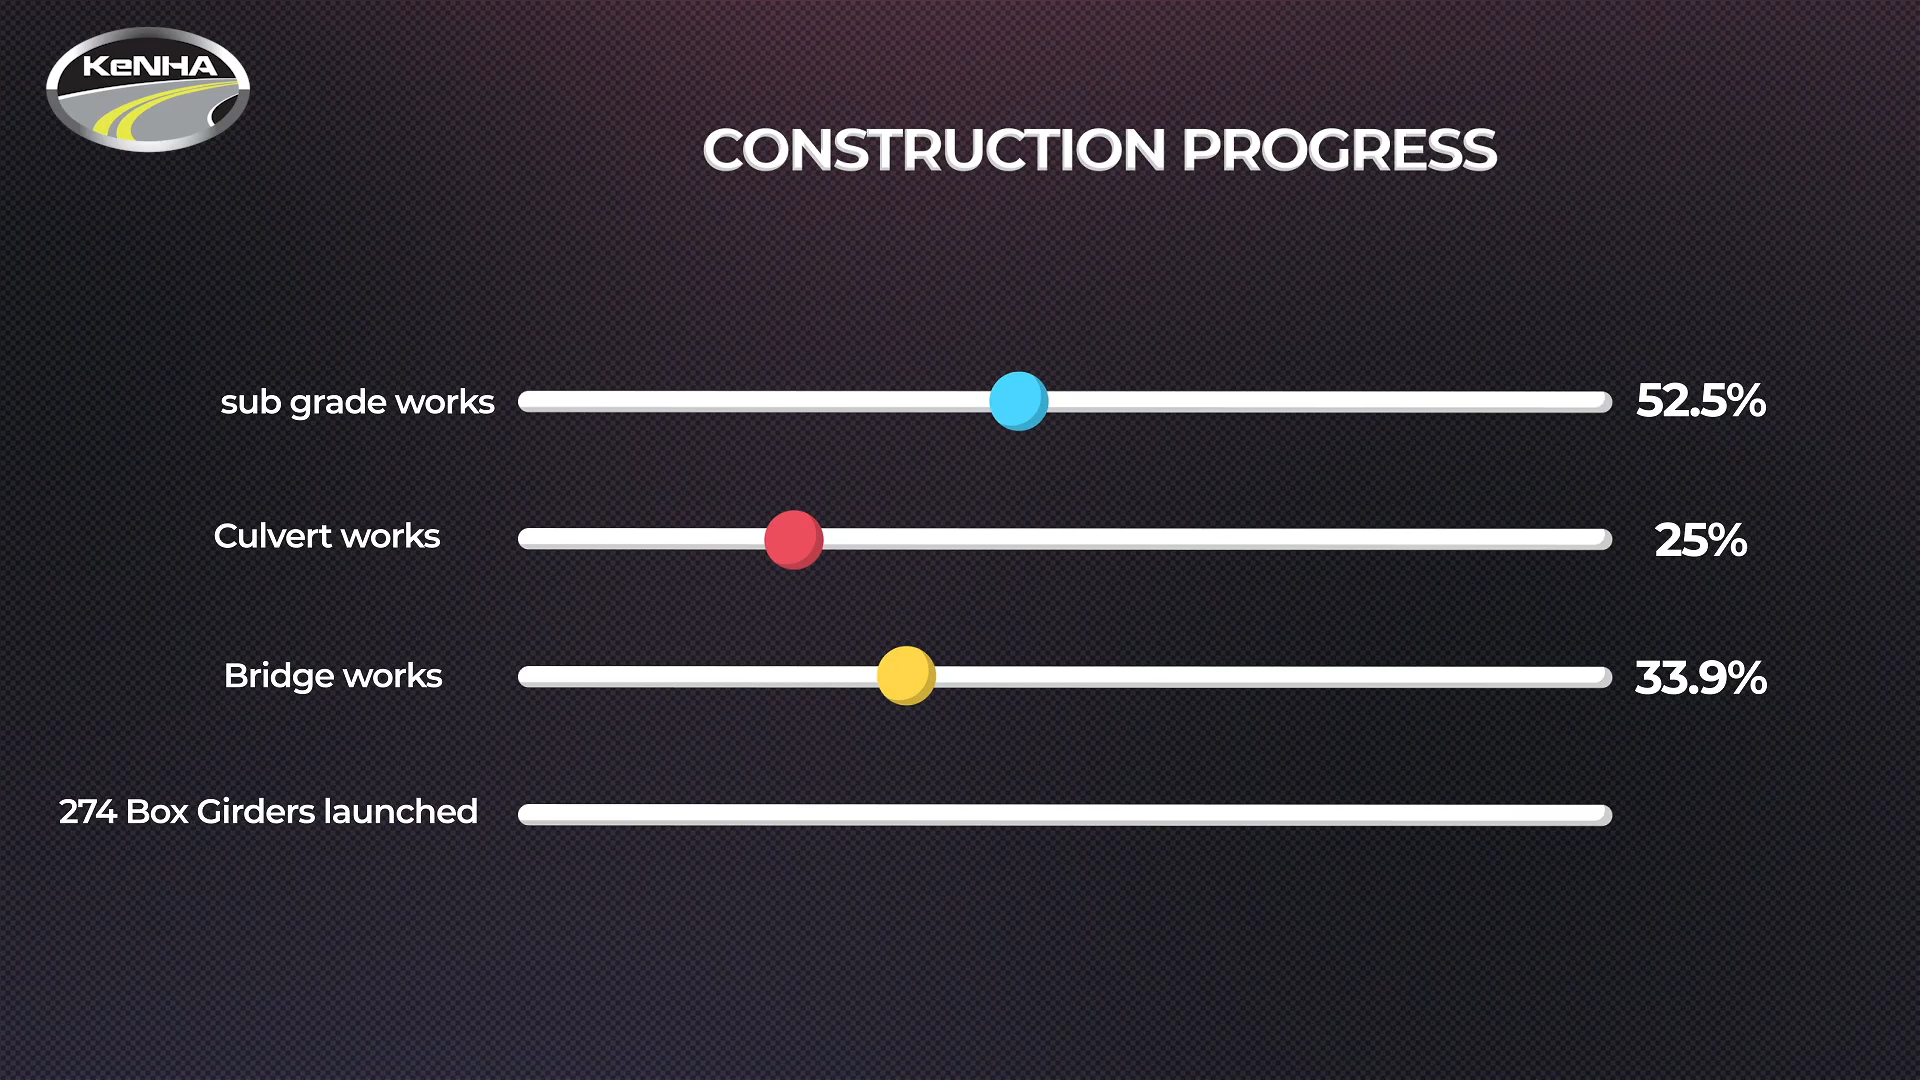 KeNHA
CONSTRUCTION PROGRESS
sub grade works 52.5%
Culvert works 25%
Bridge works 33.9%
274 Box Girders launched